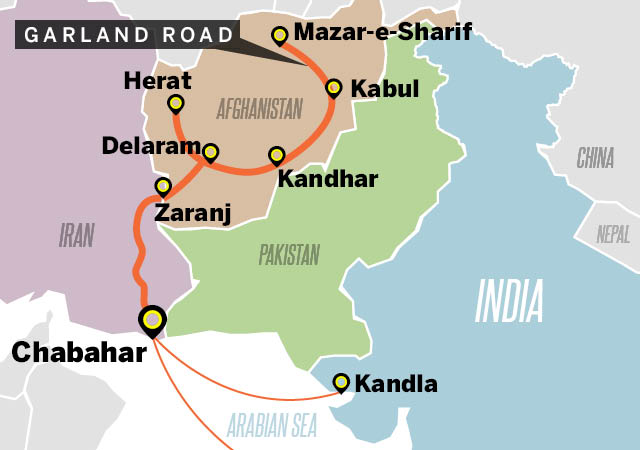 GARLAND ROAD
Mazar-e-Sharif
Herat
Kabul
AFGHANISTAN
Delaram
Kandhar
CHINA
Zaranj
IRAN
PAKISTAN
NEPAL
INDIA
Chabahar
Kandla
ARABIAN SEA